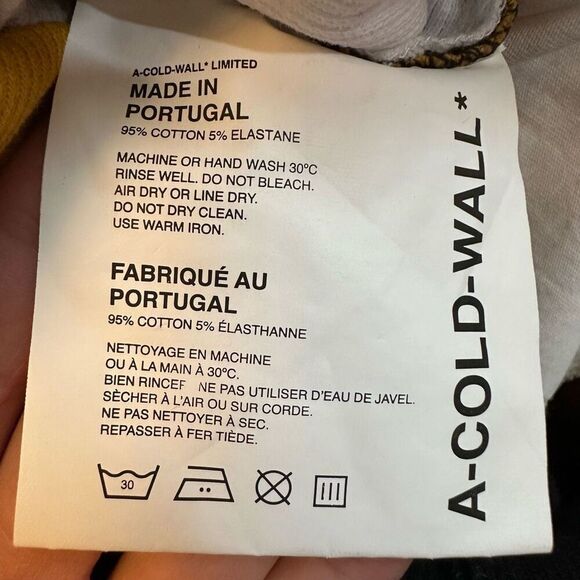 A-COLD-WALL* LIMITED
MADE IN
PORTUGAL
95% COTTON 5% ELASTANE
MACHINE OR HAND WASH 30ºC
RINSE WELL. DO NOT BLEACH.
AIR DRY OR LINE DRY.
DO NOT DRY CLEAN.
USE WARM IRON.
FABRIQUÉ AU
PORTUGAL
95% COTTON 5% ÉLASTHANNE
NETTOYAGE EN MACHINE
OU À LA MAIN À 30ºC.
BIEN RINCEF NE PAS UTILISER D'EAU DE JAVEL.
SÈCHER À L'AIR OU SUR CORDE.
NE PAS NETTOYER À SEC.
REPASSER À FER TIÈDE.
30
A-COLD-WALL*